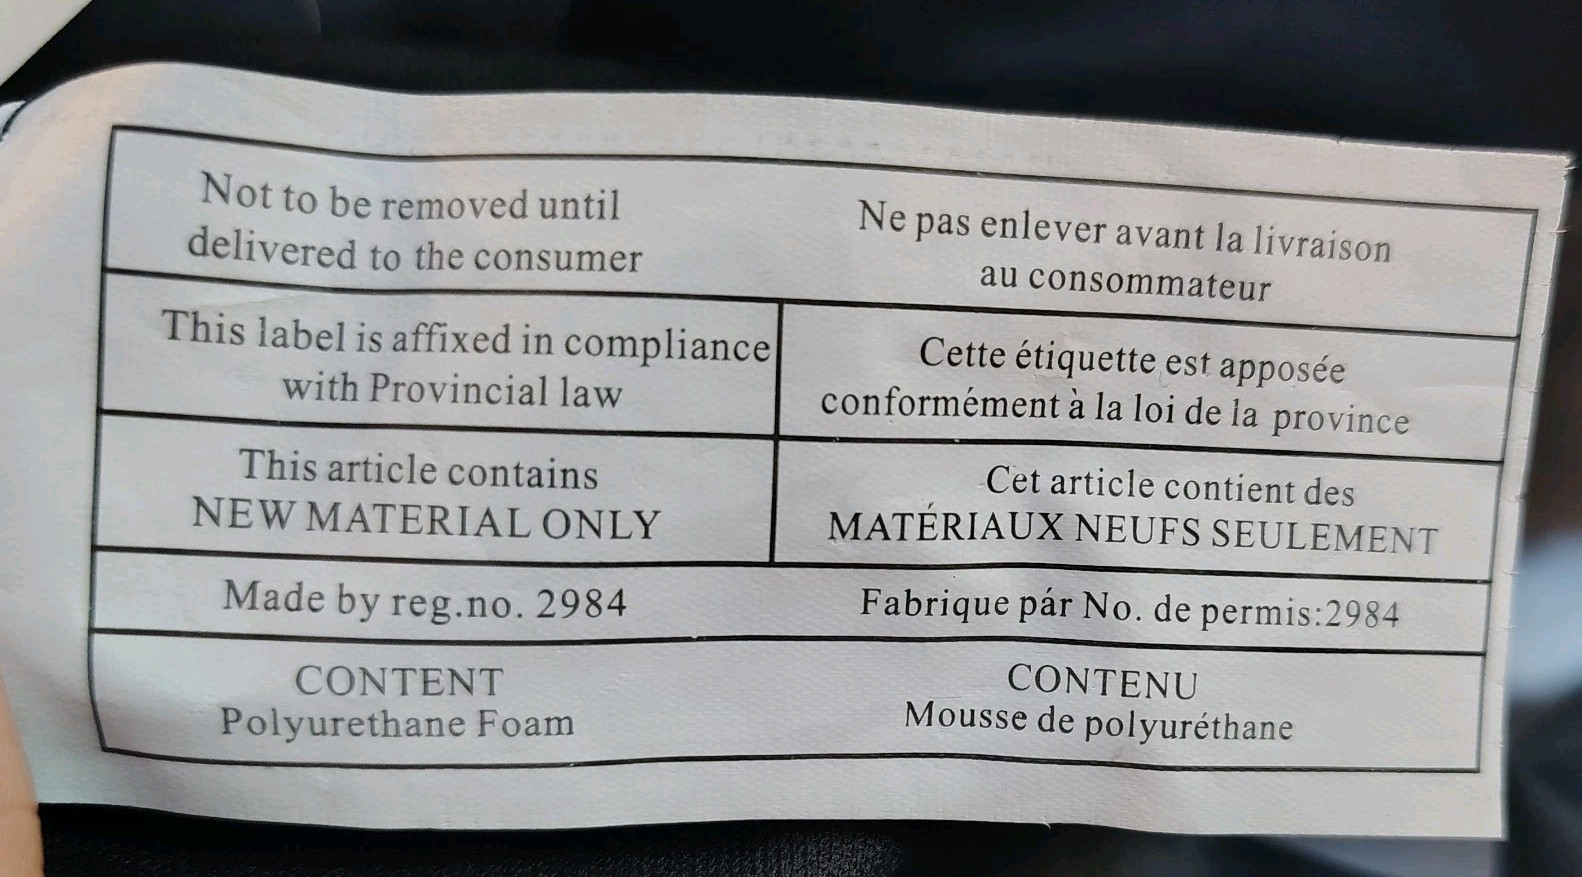 Not to be removed until
delivered to the consumer
Ne pas enlever avant la livraison
au consommateur
This label is affixed in compliance
with Provincial law
Cette étiquette est apposée
conformément à la loi de la province
This article contains
NEW MATERIAL ONLY
Cet article contient des
MATÉRIAUX NEUFS SEULEMENT
Made by reg.no. 2984
Fabrique pár No. de permis:2984
CONTENT
Polyurethane Foam
CONTENU
Mousse de polyuréthane